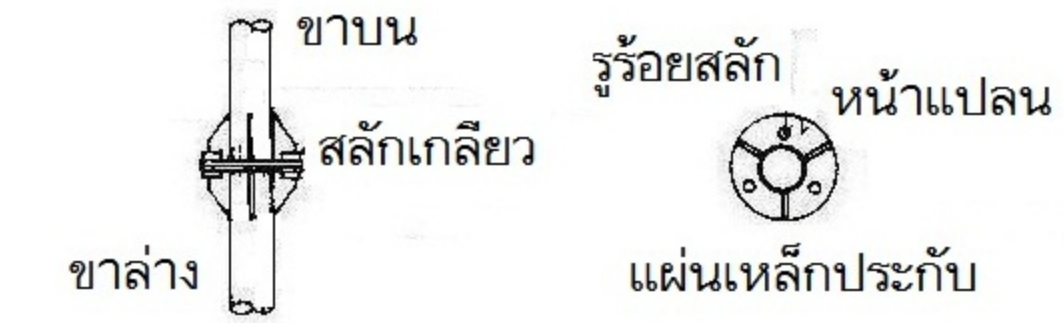 ขาบน
สลักเกลียว
ขาล่าง
รูร้อยสลัก
หน้าแปลน
แผ่นเหล็กประกับ